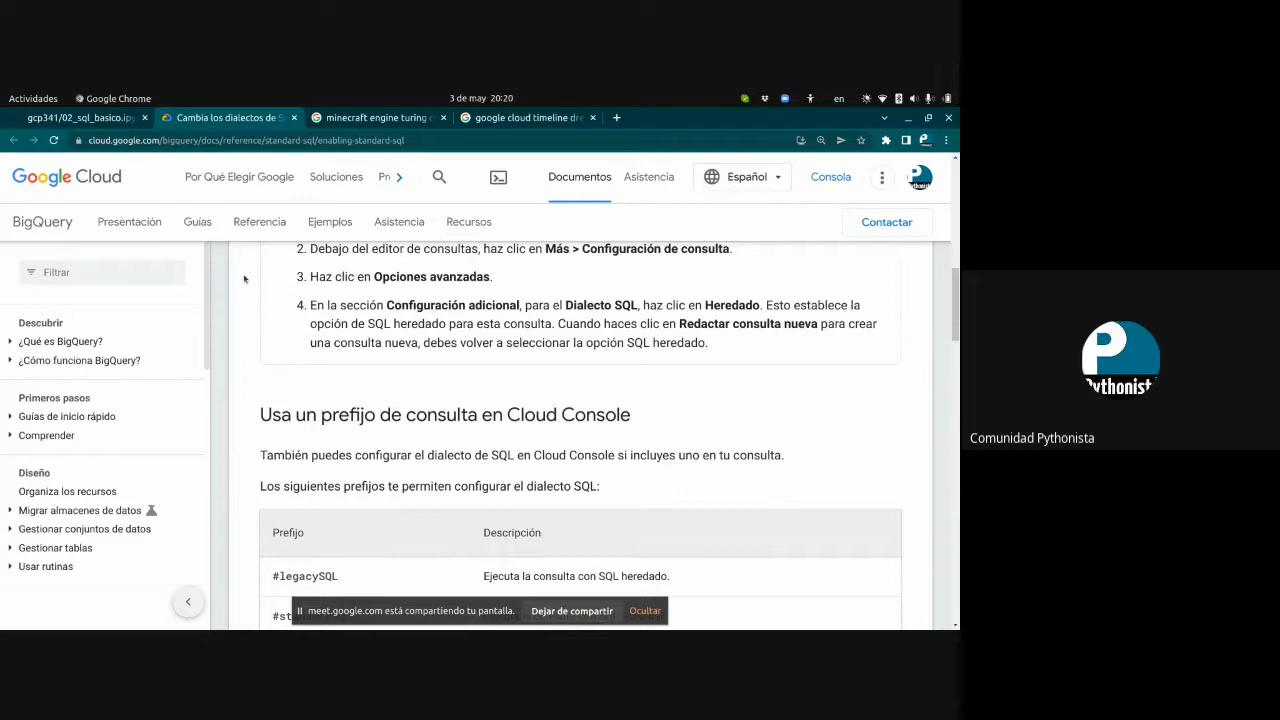 Actividades
Google Chrome
3 de may 20:20
en
gcp341/02_sql_basico.ipy
Cambia los dialectos de S
minecraft engine turing c
google cloud timeline dre
cloud.google.com/bigquery/docs/reference/standard-sql/enabling-standard-sql
Google Cloud
Por Qué Elegir Google
Soluciones
Pr
Documentos
Asistencia
Español
Consola
BigQuery
Presentación
Guías
Referencia
Ejemplos
Asistencia
Recursos
Contactar
Filtrar
Descubrir
¿Qué es BigQuery?
¿Cómo funciona BigQuery?
Primeros pasos
Guías de inicio rápido
Comprender
Diseño
Organiza los recursos
Migrar almacenes de datos
Gestionar conjuntos de datos
Gestionar tablas
Usar rutinas
2. Debajo del editor de consultas, haz clic en Más > Configuración de consulta.
3. Haz clic en Opciones avanzadas.
4. En la sección Configuración adicional, para el Dialecto SQL, haz clic en Heredado. Esto establece la
opción de SQL heredado para esta consulta. Cuando haces clic en Redactar consulta nueva para crear
una consulta nueva, debes volver a seleccionar la opción SQL heredado.
Usa un prefijo de consulta en Cloud Console
También puedes configurar el dialecto de SQL en Cloud Console si incluyes uno en tu consulta.
Los siguientes prefijos te permiten configurar el dialecto SQL:
Prefijo
Descripción
#legacySQL
Ejecuta la consulta con SQL heredado.
meet.google.com está compartiendo tu pantalla.
Dejar de compartir
Ocultar
Pythonist
Comunidad Pythonista